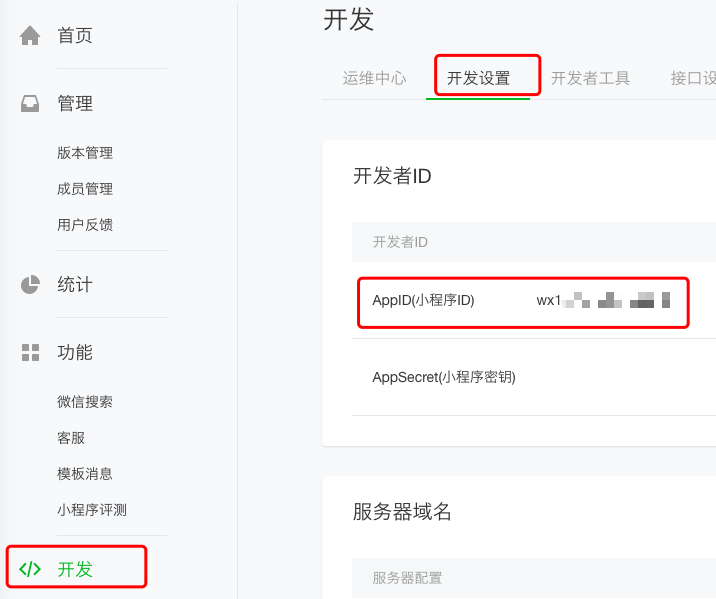 首页
管理
版本管理
成员管理
用户反馈
统计
功能
微信搜索
客服
模板消息
小程序评测
开发
开发
运维中心 开发设置 开发者工具 接口设
开发者ID
开发者ID
AppID(小程序ID) wx1
AppSecret(小程序密钥)
服务器域名
服务器配置